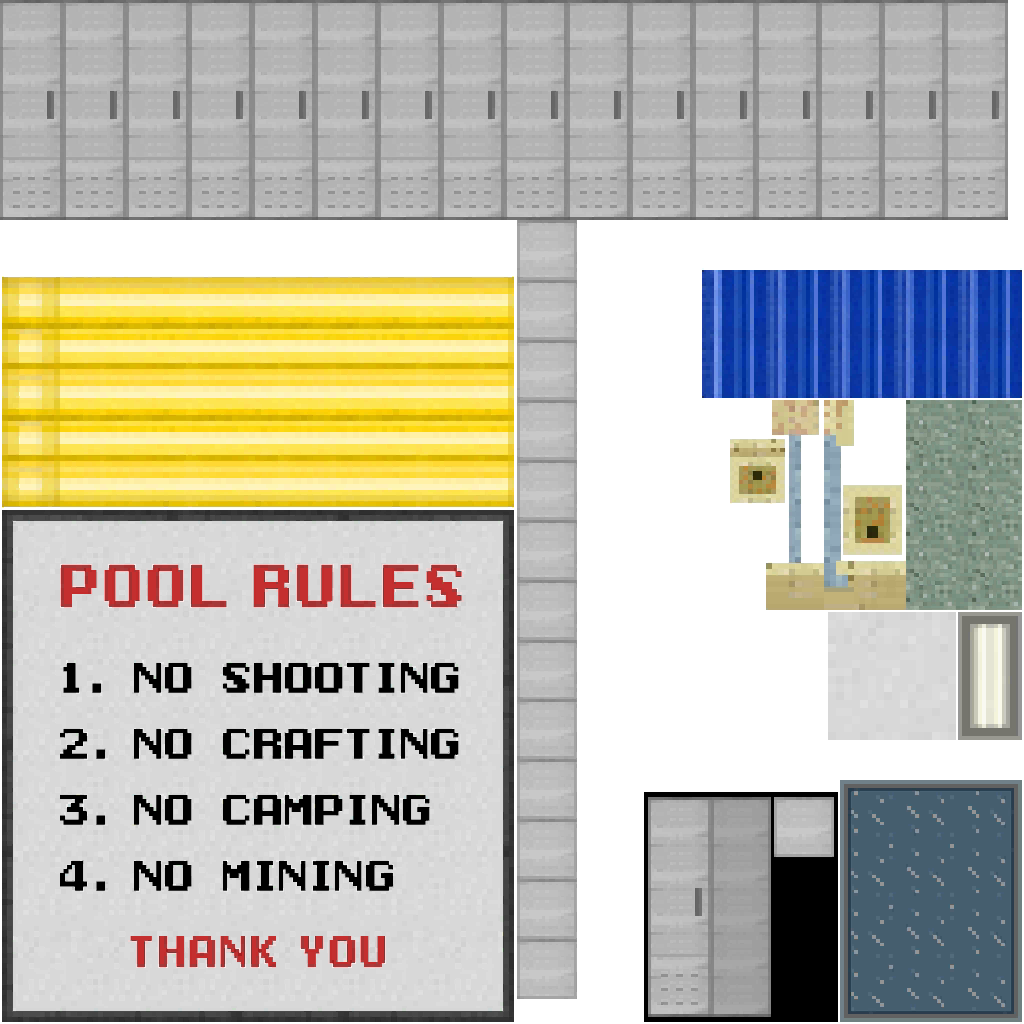 POOL RULES
1. NO SHOOTING
2. NO CRAFTING
3. NO CAMPING
4. NO MINING
THANK YOU